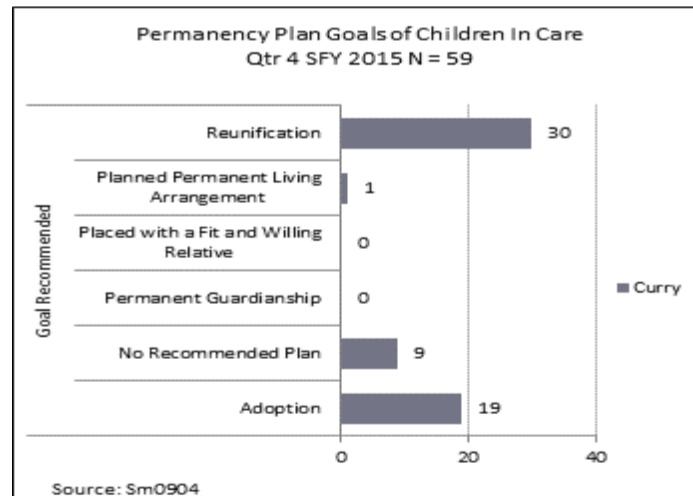 Permanency Plan Goals of Children In Care
Qtr 4 SFY 2015 N = 59
Goal Recommended
Reunification
30
Planned Permanent Living
Arrangement
1
Placed with a Fit and Willing
Relative
0
Permanent Guardianship
0
No Recommended Plan
9
Adoption
19
0
20
40
Curry
Source: Sm0904